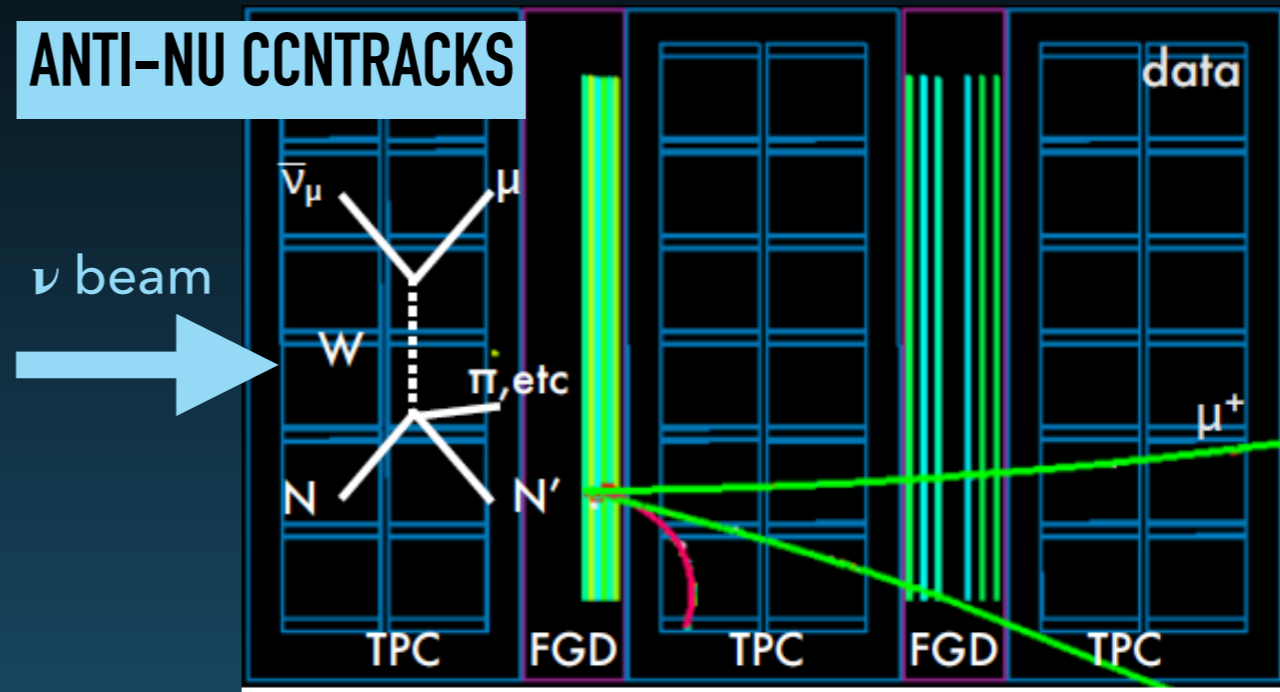 ANTI-NU CCNTRACKS
data
ν̅μ
μ
ν beam
W
π,etc
μ⁺
N
N′
TPC
FGD
TPC
FGD
TPC